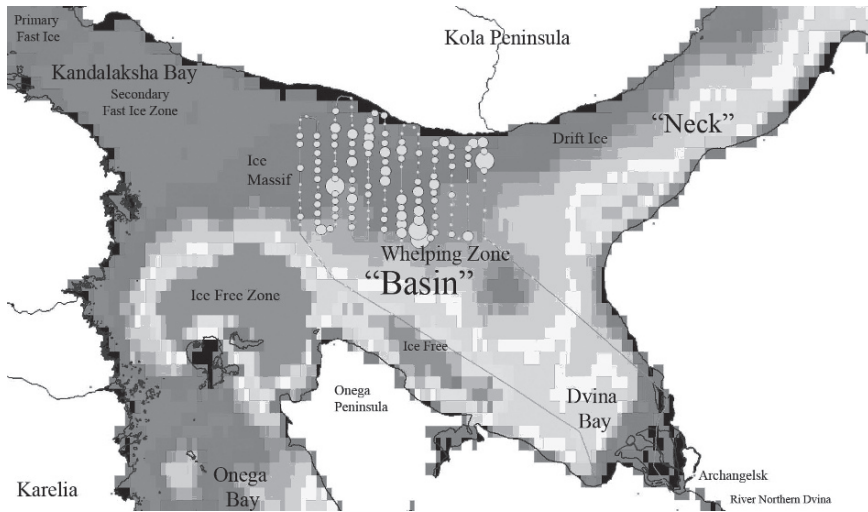 Primary
Fast Ice
Kola Peninsula
Kandalaksha Bay
Secondary
Fast Ice Zone
“Neck”
Drift Ice
Ice
Massif
Whelping Zone
“Basin”
Ice Free Zone
Ice Free
Onega
Peninsula
Dvina
Bay
Onega
Bay
Karelia
Archangelsk
River Northern Dvina